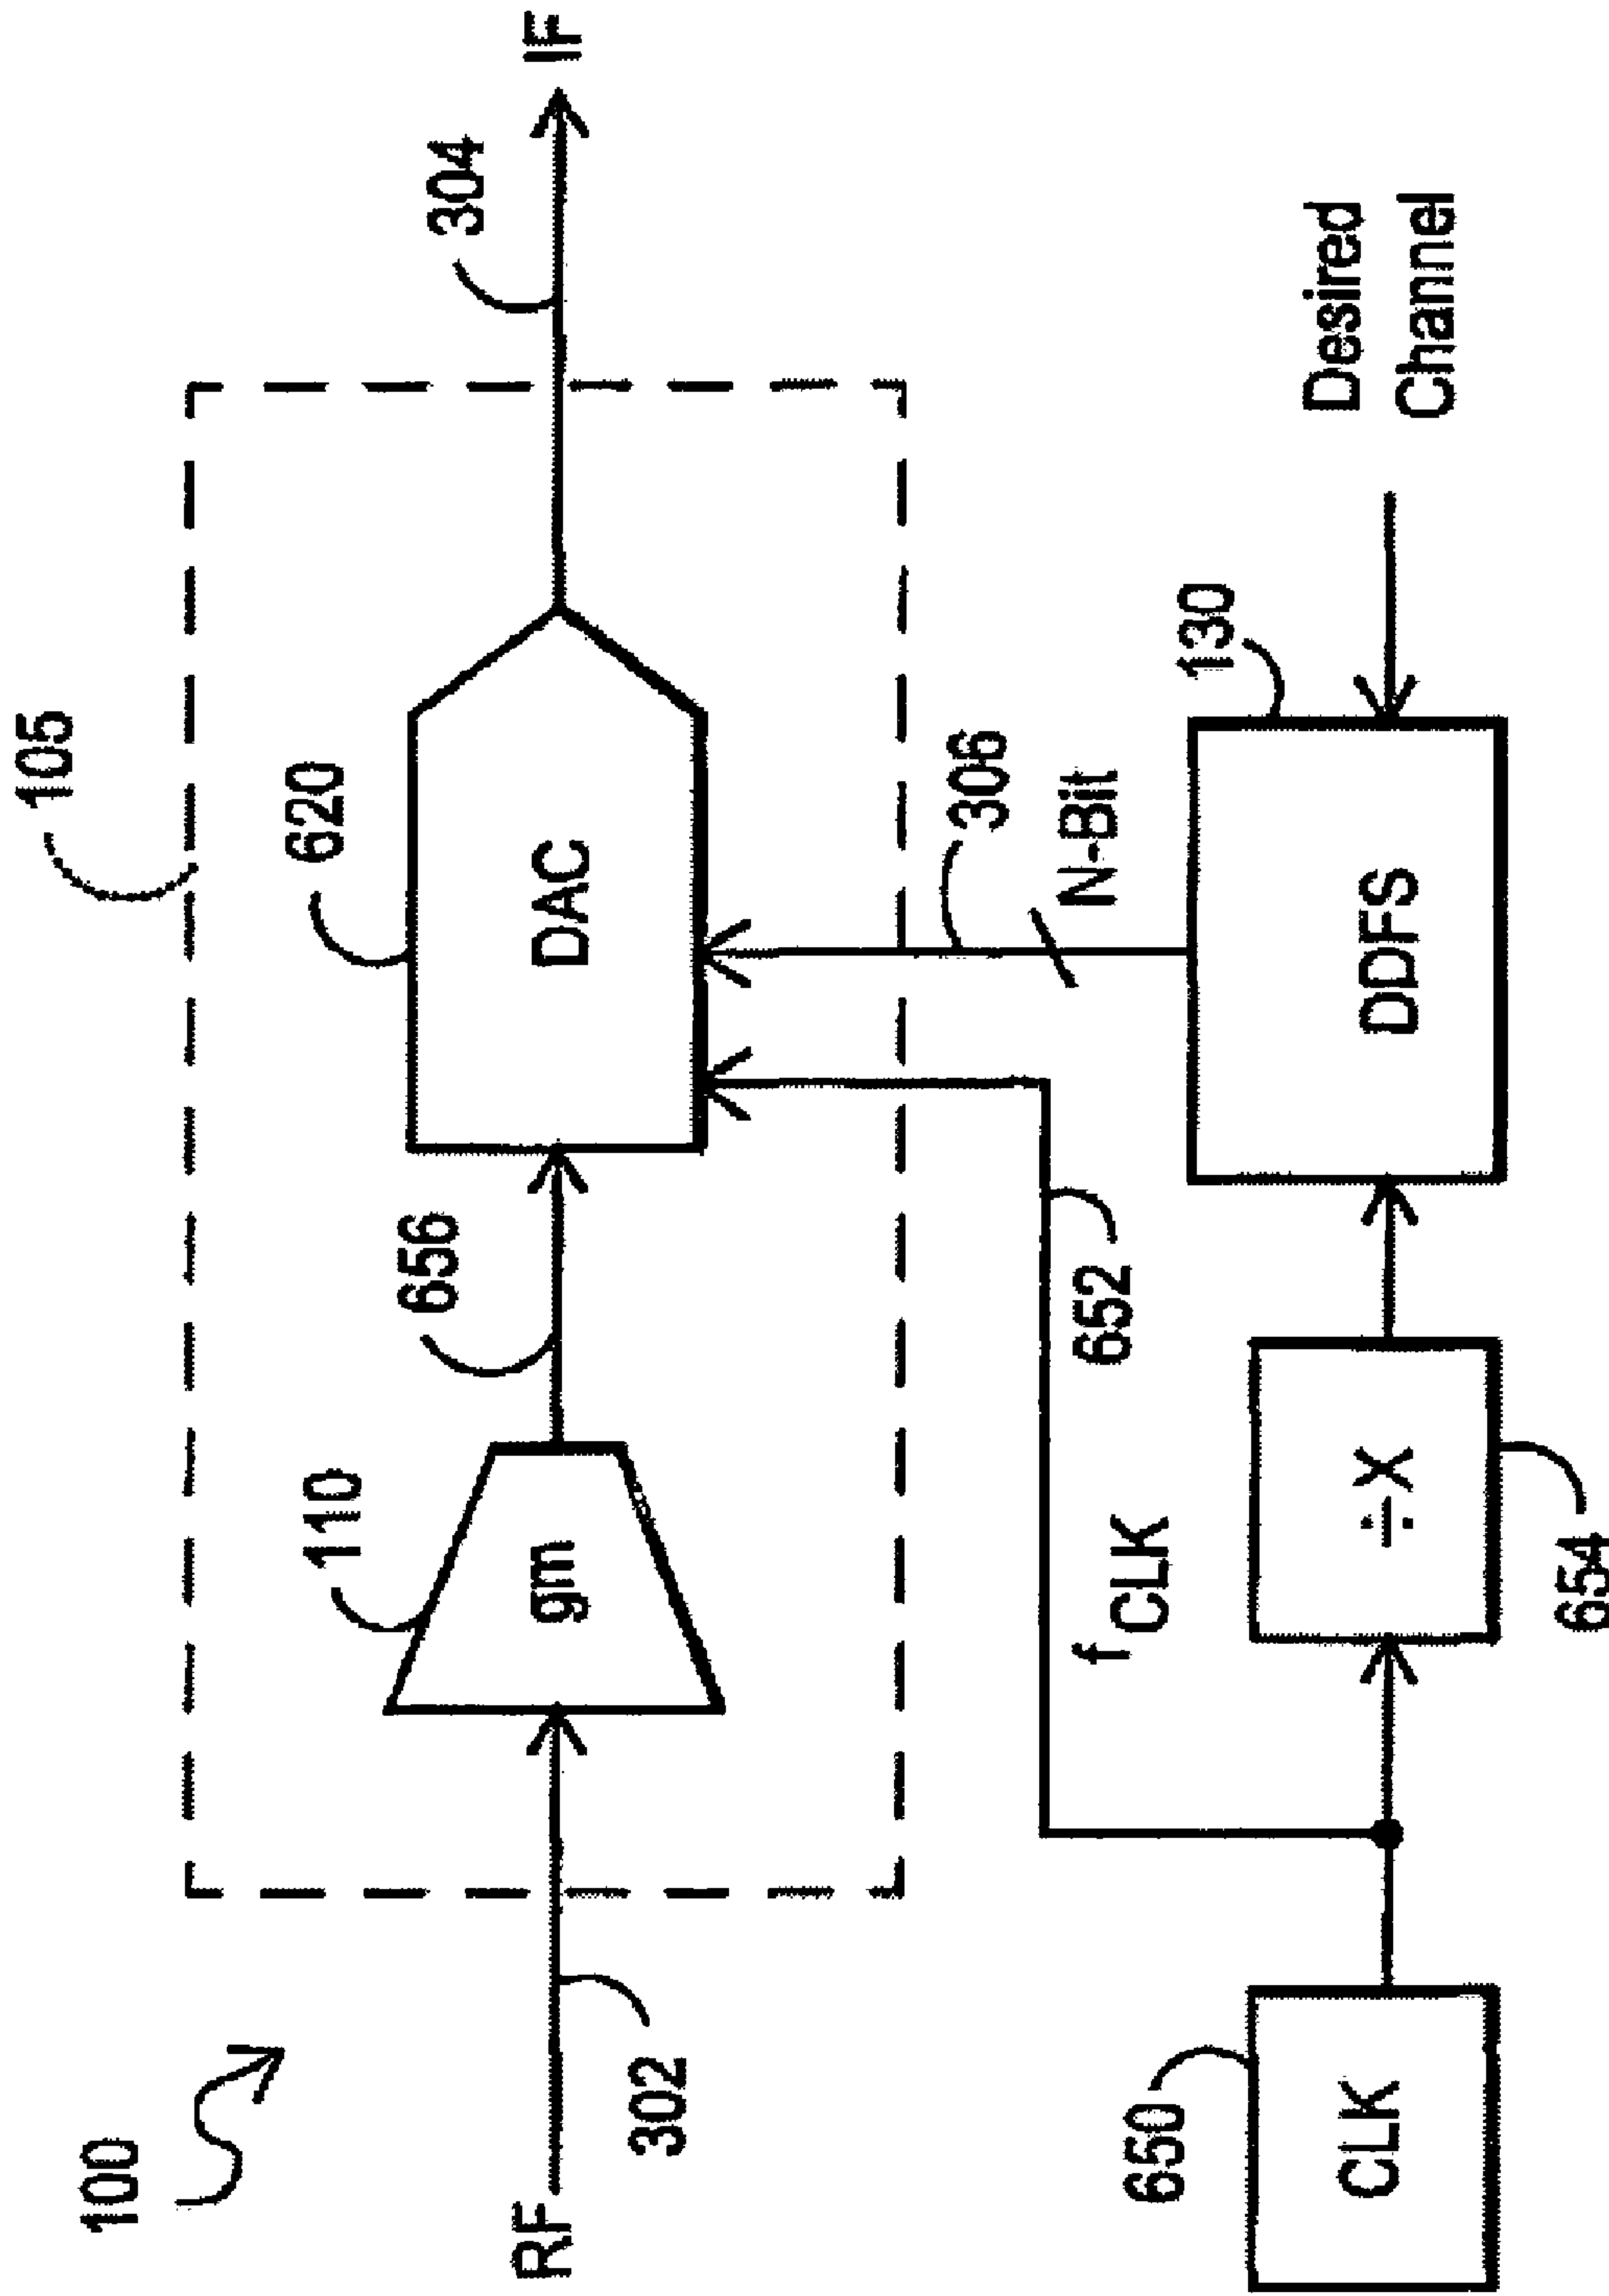 100
105
RF
302
110
gm
656
620
DAC
304
IF
306
N-Bit
652
f CLK
650
CLK
÷X
654
130
DDFS
Desired
Channel